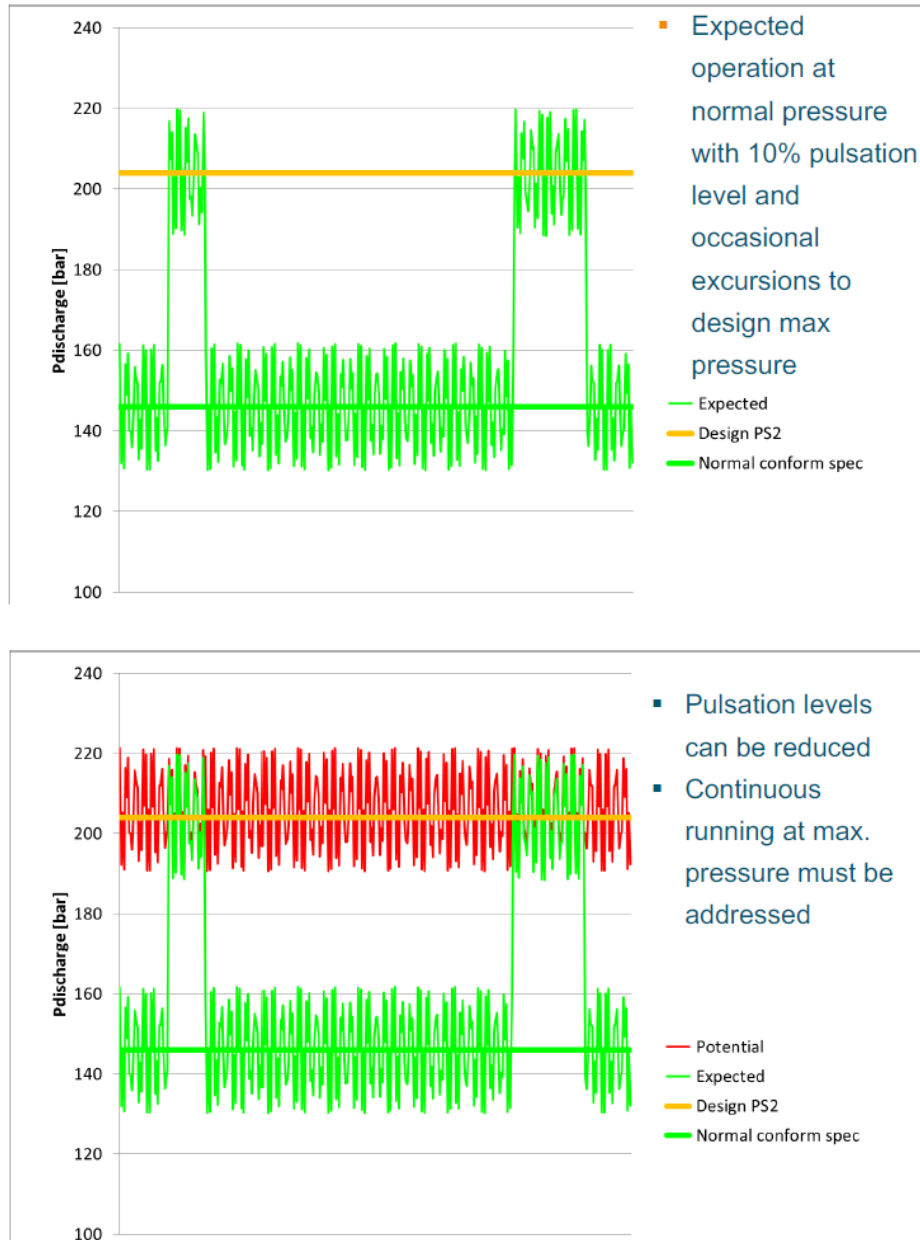 240
220
200
180
160
140
120
100
Pdischarge [bar]
▪ Expected
operation at
normal pressure
with 10% pulsation
level and
occasional
excursions to
design max
pressure
Expected
Design PS2
Normal conform spec
240
220
200
180
160
140
120
100
Pdischarge [bar]
▪ Pulsation levels
can be reduced
▪ Continuous
running at max.
pressure must be
addressed
Potential
Expected
Design PS2
Normal conform spec